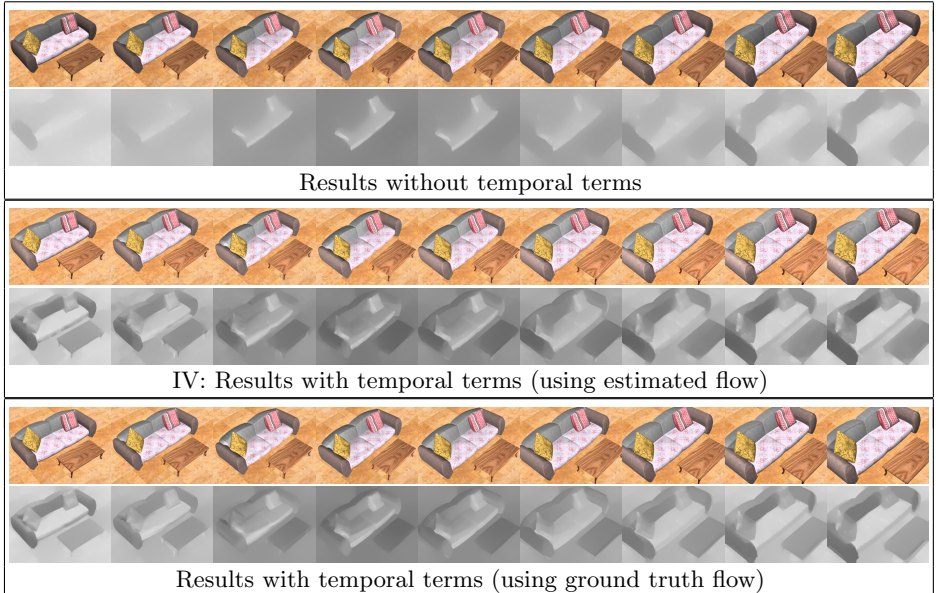 Results without temporal terms
IV: Results with temporal terms (using estimated flow)
Results with temporal terms (using ground truth flow)